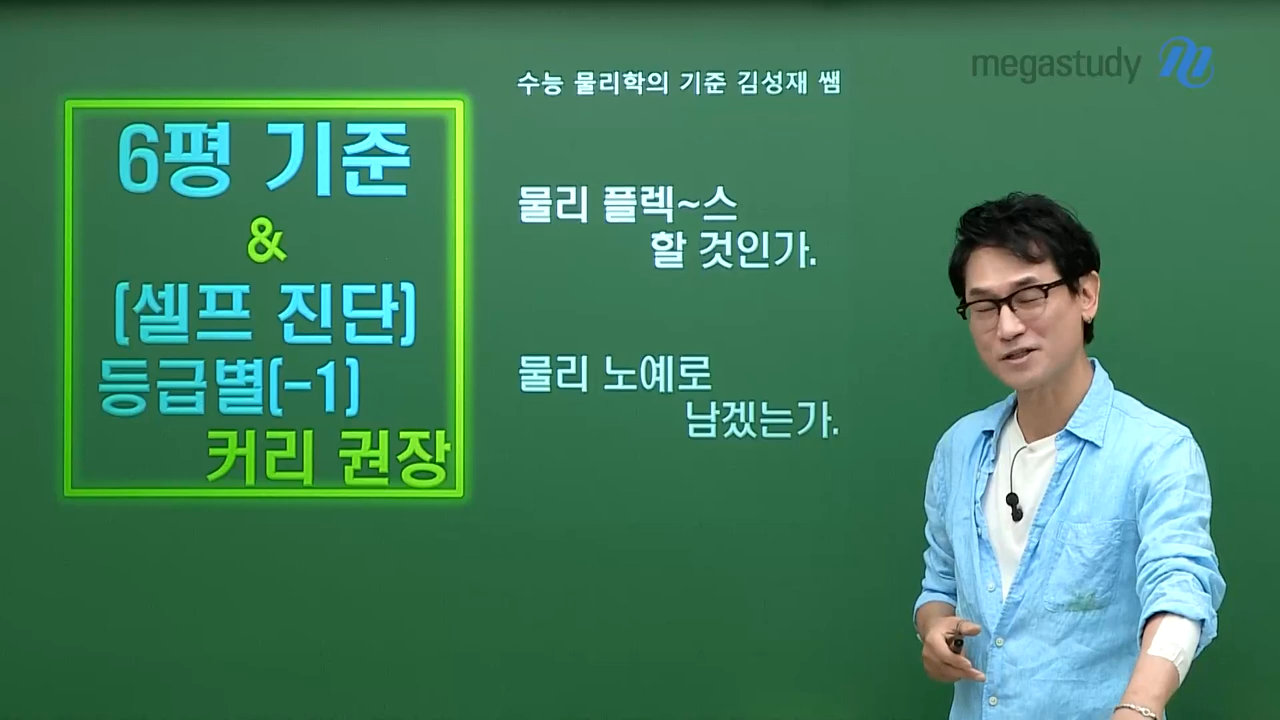 megastudy
수능 물리학의 기준 김성재 쌤
6평 기준
&
(셀프 진단)
등급별(-1)
커리 권장
물리 플렉~스
할 것인가.
물리 노예로
남겠는가.